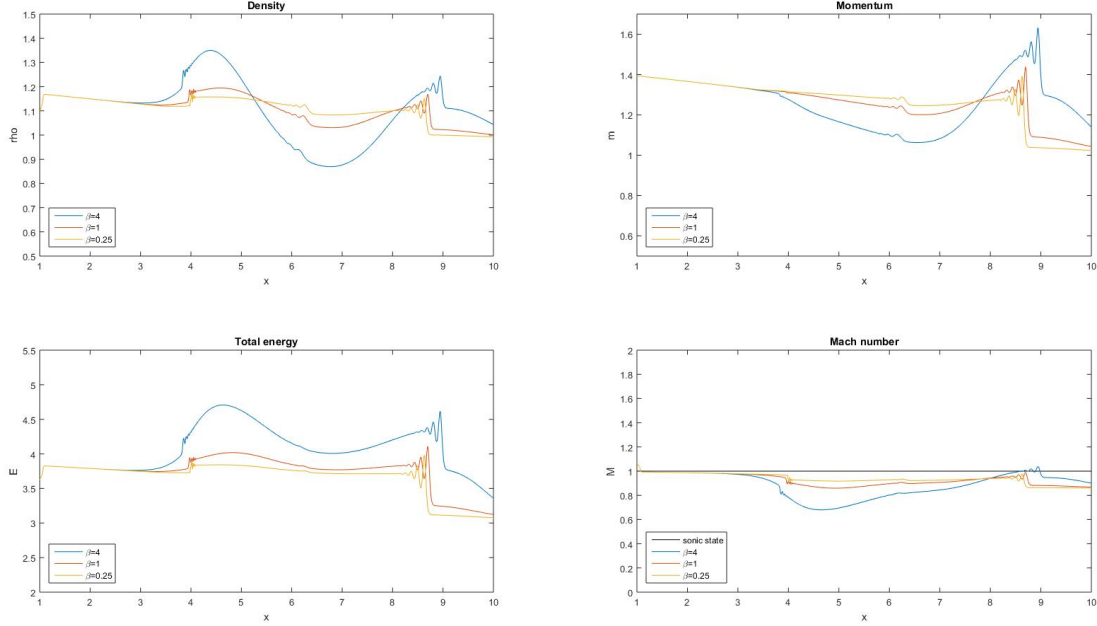 Density
1.5
1.4
1.3
1.2
1.1
1
0.9
0.8
0.7
0.6
0.5
rho
β=4
β=1
β=0.25
1 2 3 4 5 6 7 8 9 10
x
Momentum
1.6
1.4
1.2
1
0.8
0.6
m
β=4
β=1
β=0.25
1 2 3 4 5 6 7 8 9 10
x
Total energy
5.5
5
4.5
4
3.5
3
2.5
2
E
β=4
β=1
β=0.25
1 2 3 4 5 6 7 8 9 10
x
Mach number
2
1.8
1.6
1.4
1.2
1
0.8
0.6
0.4
0.2
0
M
sonic state
β=4
β=1
β=0.25
1 2 3 4 5 6 7 8 9 10
x